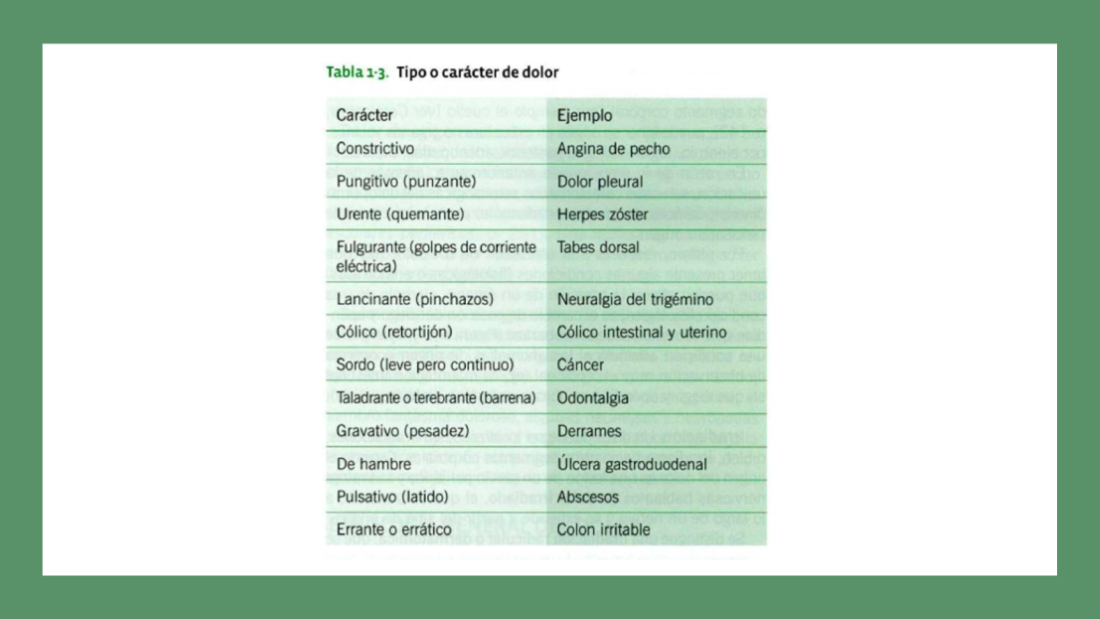 Tabla 1-3. Tipo o carácter de dolor
Carácter Ejemplo
Constrictivo Angina de pecho
Pungitivo (punzante) Dolor pleural
Urente (quemante) Herpes zóster
Fulgurante (golpes de corriente Tabes dorsal
eléctrica)
Lancinante (pinchazos) Neuralgia del trigémino
Cólico (retortijón) Cólico intestinal y uterino
Sordo (leve pero continuo) Cáncer
Taladrante o terebrante (barrena) Odontalgia
Gravativo (pesadez) Derrames
De hambre Úlcera gastroduodenal
Pulsativo (latido) Abscesos
Errante o errático Colon irritable